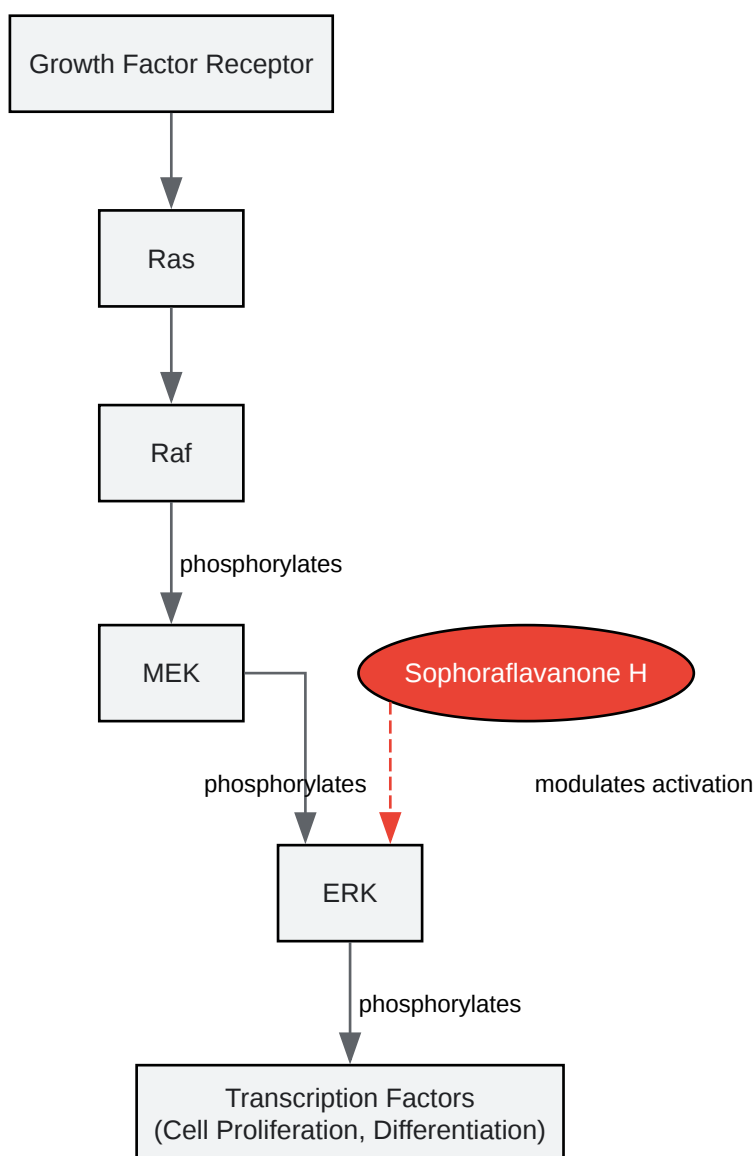 Growth Factor Receptor
Ras
Raf
phosphorylates
MEK
Sophoraflavanone H
phosphorylates
modulates activation
ERK
phosphorylates
Transcription Factors
(Cell Proliferation, Differentiation)